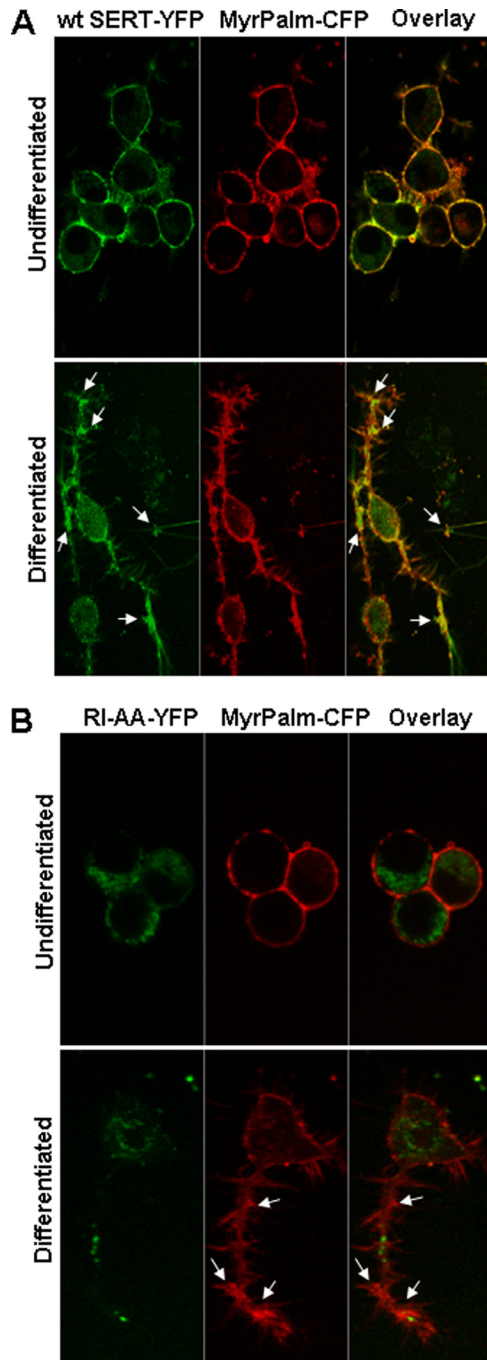 A
wt SERT-YFP MyrPalm-CFP Overlay
Undifferentiated
Differentiated
B
RI-AA-YFP MyrPalm-CFP Overlay
Undifferentiated
Differentiated